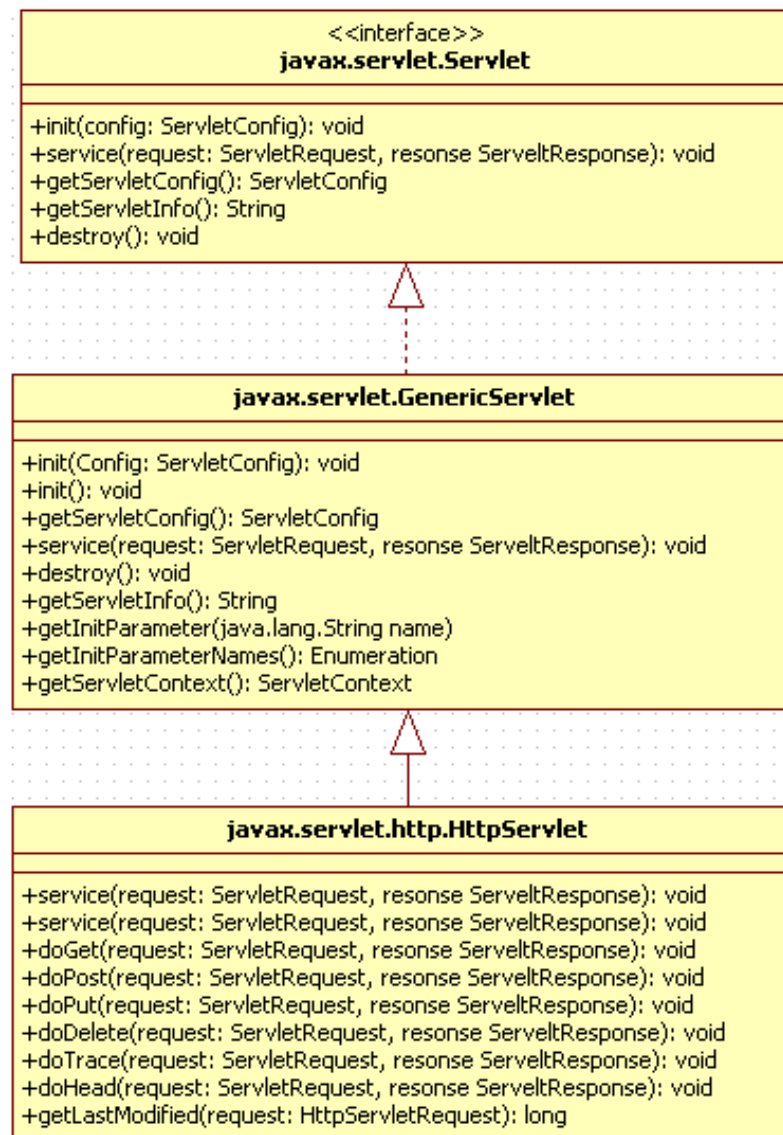 <<interface>>
javax.servlet.Servlet
+init(config: ServletConfig): void
+service(request: ServletRequest, resonse ServeltResponse): void
+getServletConfig(): ServletConfig
+getServletInfo(): String
+destroy(): void
javax.servlet.GenericServlet
+init(Config: ServletConfig): void
+init(): void
+getServletConfig(): ServletConfig
+service(request: ServletRequest, resonse ServeltResponse): void
+destroy(): void
+getServletInfo(): String
+getInitParameter(java.lang.String name)
+getInitParameterNames(): Enumeration
+getServletContext(): ServletContext
javax.servlet.http.HttpServlet
+service(request: ServletRequest, resonse ServeltResponse): void
+service(request: ServletRequest, resonse ServeltResponse): void
+doGet(request: ServletRequest, resonse ServeltResponse): void
+doPost(request: ServletRequest, resonse ServeltResponse): void
+doPut(request: ServletRequest, resonse ServeltResponse): void
+doDelete(request: ServletRequest, resonse ServeltResponse): void
+doTrace(request: ServletRequest, resonse ServeltResponse): void
+doHead(request: ServletRequest, resonse ServeltResponse): void
+getLastModified(request: HttpServletRequest): long